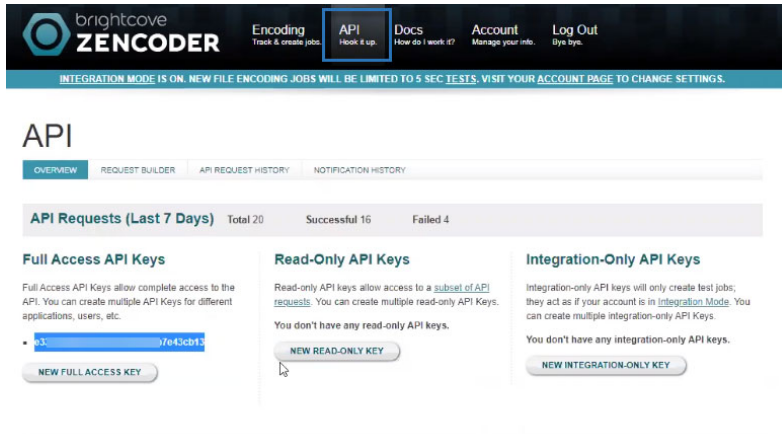 brightcove
ZENCODER
Encoding API Docs Account Log Out
Track & create jobs. Hook it up. How do I work it? Manage your info. Bye bye.
INTEGRATION MODE IS ON. NEW FILE ENCODING JOBS WILL BE LIMITED TO 5 SEC TESTS. VISIT YOUR ACCOUNT PAGE TO CHANGE SETTINGS.
API
OVERVIEW REQUEST BUILDER API REQUEST HISTORY NOTIFICATION HISTORY
API Requests (Last 7 Days) Total 20 Successful 16 Failed 4
Full Access API Keys
Full Access API Keys allow complete access to the
API. You can create multiple API Keys for different
applications, users, etc.
e3 7e43cb13
NEW FULL ACCESS KEY
Read-Only API Keys
Read-only API keys allow access to a subset of API
requests. You can create multiple read-only API Keys.
You don't have any read-only API keys.
NEW READ-ONLY KEY
Integration-Only API Keys
Integration-only API keys will only create test jobs;
they act as if your account is in Integration Mode. You
can create multiple integration-only API Keys.
You don't have any integration-only API keys.
NEW INTEGRATION-ONLY KEY